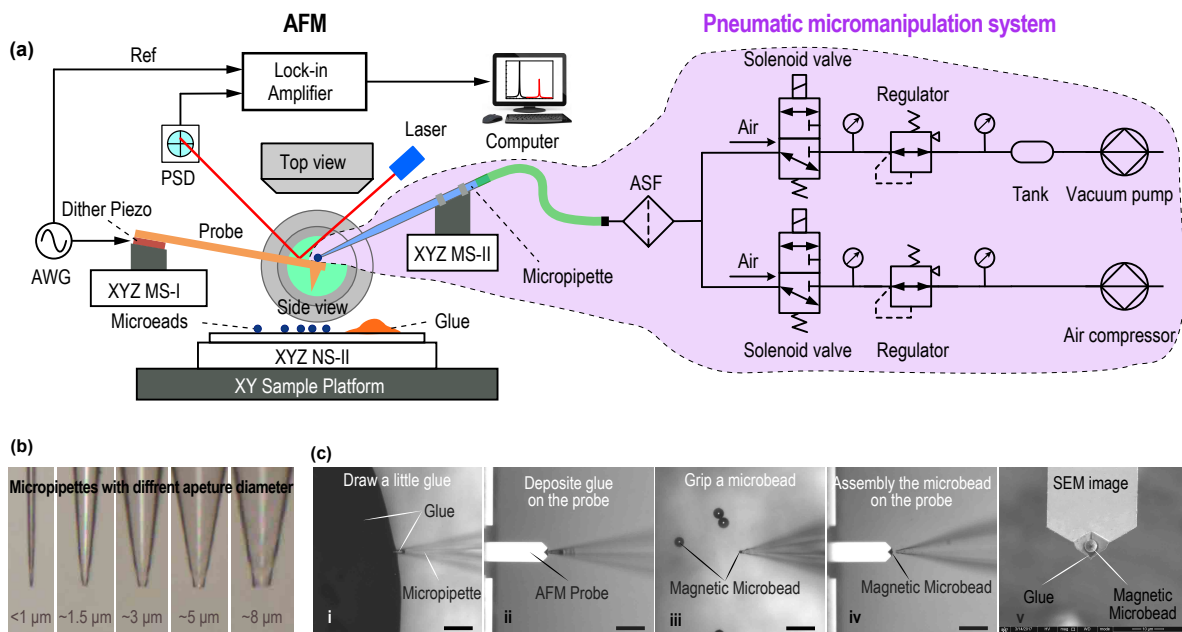 AFM
Pneumatic micromanipulation system
(a)
Ref
Lock-in
Amplifier
Computer
PSD
Top view
Laser
Dither Piezo
Probe
AWG
XYZ MS-I
XYZ MS-II
Micropipette
Side view
Microeads
Glue
XYZ NS-II
XY Sample Platform
ASF
Solenoid valve
Regulator
Air
Tank
Vacuum pump
Air
Solenoid valve
Regulator
Air compressor
(b)
Micropipettes with diffrent apeture diameter
<1 μm
~1.5 μm
~3 μm
~5 μm
~8 μm
(c)
Draw a little glue
Glue
Micropipette
i
Deposite glue
on the probe
AFM Probe
ii
Grip a microbead
Magnetic Microbead
iii
Assembly the microbead
on the probe
Magnetic Microbead
iv
SEM image
Glue
Magnetic
Microbead
v